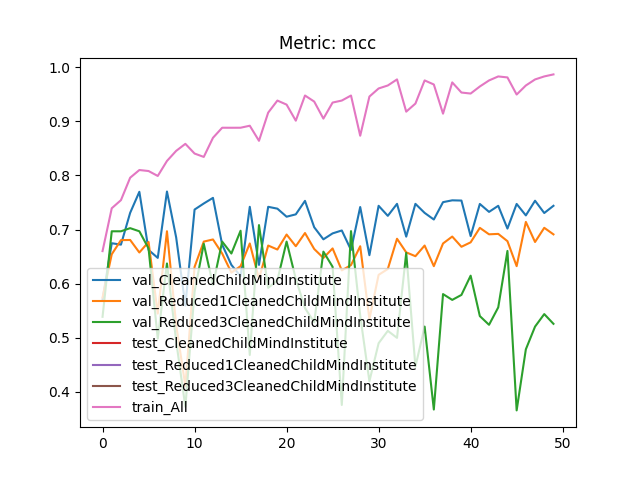 Metric: mcc
1.0
0.9
0.8
0.7
0.6
0.5
0.4
val_CleanedChildMindInstitute
val_Reduced1CleanedChildMindInstitute
val_Reduced3CleanedChildMindInstitute
test_CleanedChildMindInstitute
test_Reduced1CleanedChildMindInstitute
test_Reduced3CleanedChildMindInstitute
train_All
0 10 20 30 40 50